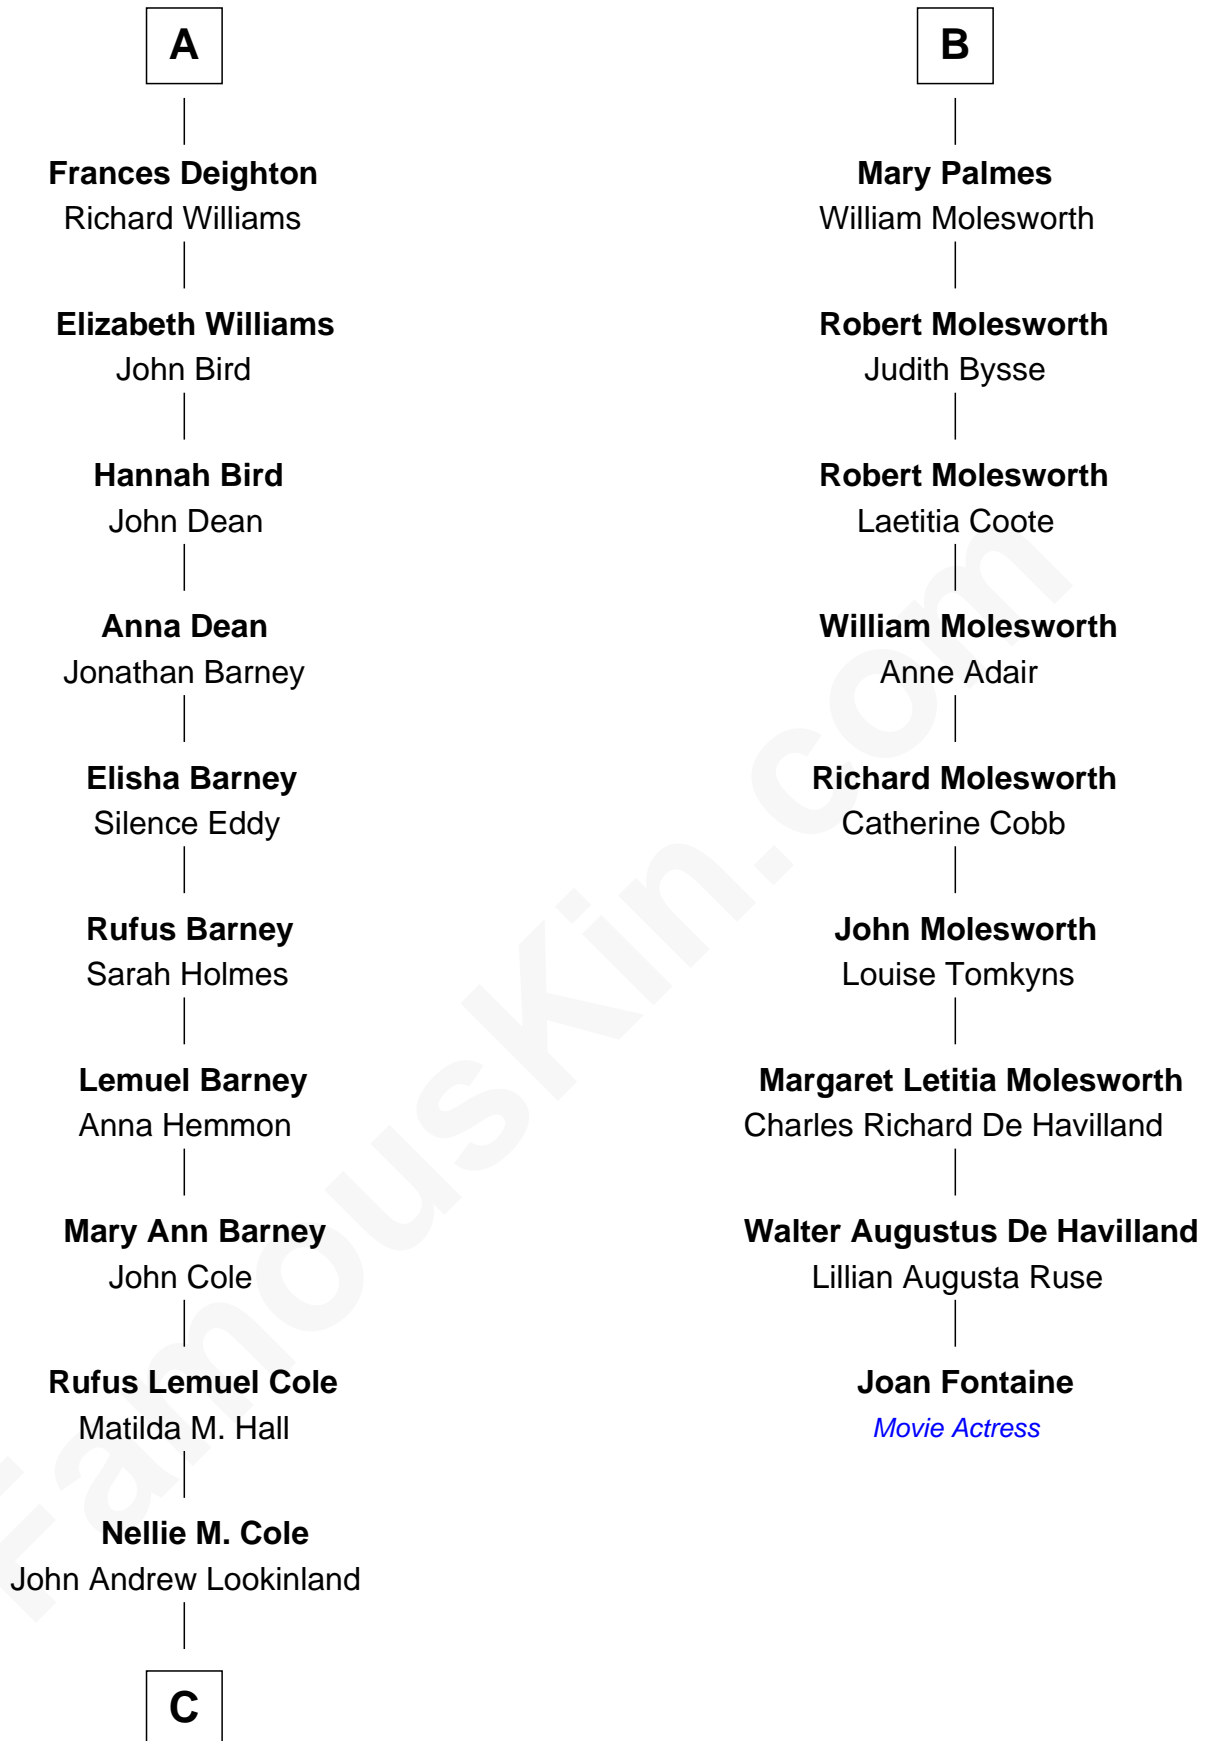 A
Frances Deighton
Richard Williams
Elizabeth Williams
John Bird
Hannah Bird
John Dean
Anna Dean
Jonathan Barney
Elisha Barney
Silence Eddy
Rufus Barney
Sarah Holmes
Lemuel Barney
Anna Hemmon
Mary Ann Barney
John Cole
Rufus Lemuel Cole
Matilda M. Hall
Nellie M. Cole
John Andrew Lookinland
C
B
Mary Palmes
William Molesworth
Robert Molesworth
Judith Bysse
Robert Molesworth
Laetitia Coote
William Molesworth
Anne Adair
Richard Molesworth
Catherine Cobb
John Molesworth
Louise Tomkyns
Margaret Letitia Molesworth
Charles Richard De Havilland
Walter Augustus De Havilland
Lillian Augusta Ruse
Joan Fontaine
Movie Actress
FamousKin.com